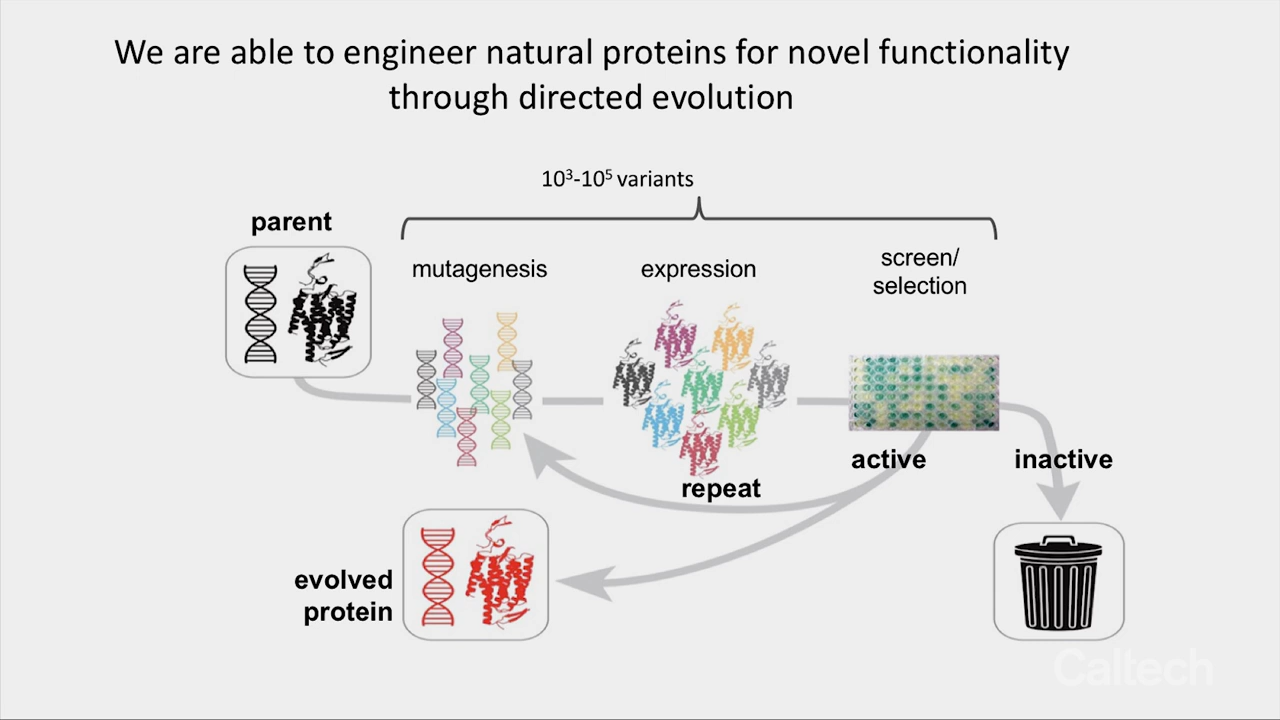 We are able to engineer natural proteins for novel functionality
through directed evolution
10³-10⁵ variants
parent
mutagenesis
expression
screen/
selection
active
inactive
repeat
evolved
protein
Caltech